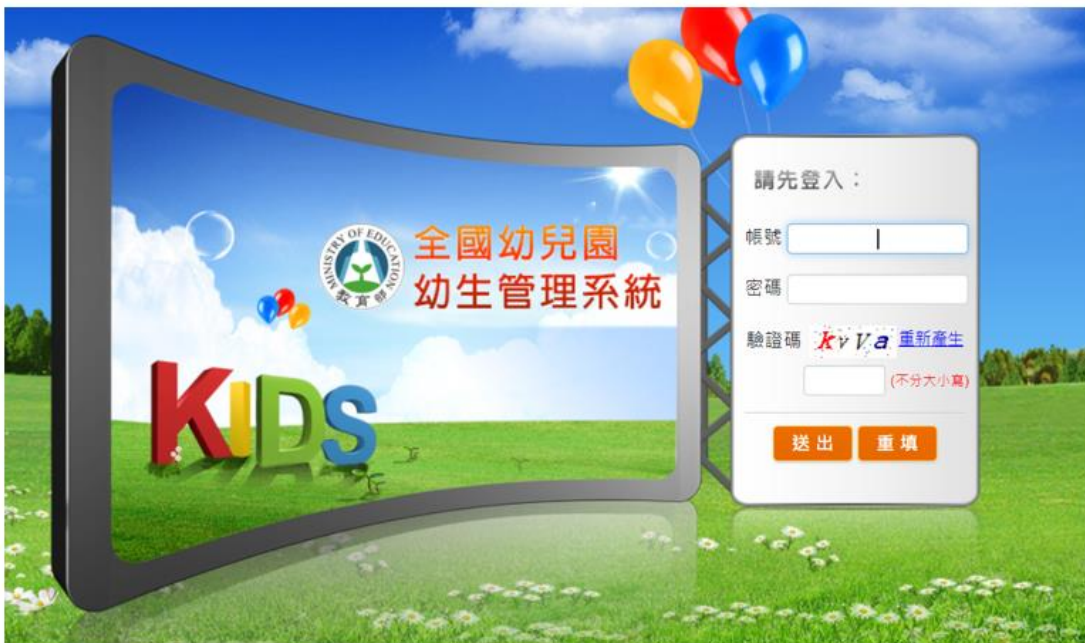 MINISTRY OF EDUCATION
教育部
全國幼兒園
幼生管理系統
KIDS
請先登入：
帳號
密碼
驗證碼 kvVa 重新產生
(不分大小寫)
送出 重填